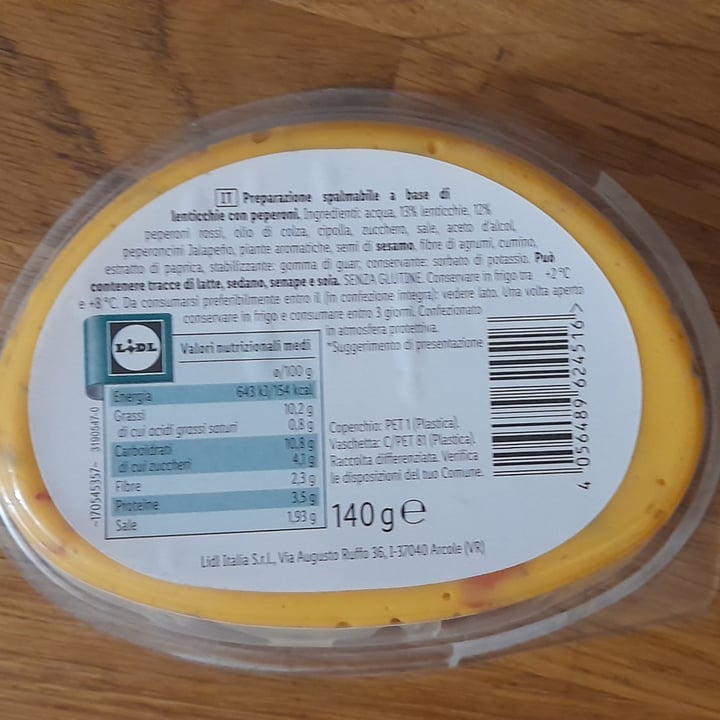 IT Preparazione spalmabile a base di
lenticchie con peperoni. Ingredienti: acqua, 13% lenticchie, 12%
peperoni rossi, olio di colza, cipolla, zucchero, sale, aceto d'alcol,
peperoncini Jalapeño, piante aromatiche, semi di sesamo, fibre di agrumi, cumino,
estratto di paprica, stabilizzante: gomma di guar; conservante: sorbato di potassio. Può
contenere tracce di latte, sedano, senape e soia. SENZA GLUTINE. Conservare in frigo tra +2°C
e +8°C. Da consumarsi preferibilmente entro il (in confezione integra): vedere lato. Una volta aperto
conservare in frigo e consumare entro 3 giorni. Confezionato
in atmosfera protettiva.
*Suggerimento di presentazione
LIDL
Valori nutrizionali medi
ø/100 g
Energia 643 kJ/154 kcal
Grassi 10,2 g
di cui acidi grassi saturi 0,8 g
Carboidrati 10,8 g
di cui zuccheri 4,1 g
Fibre 2,3 g
Proteine 3,5 g
Sale 1,93 g
~170545357~ 3190547-0
Coperchio: PET 1 (Plastica).
Vaschetta: C/PET 81 (Plastica).
Raccolta differenziata. Verifica
le disposizioni del tuo Comune.
140 g e
4 056489 624516 >
Lidl Italia S.r.l., Via Augusto Ruffo 36, I-37040 Arcole (VR)